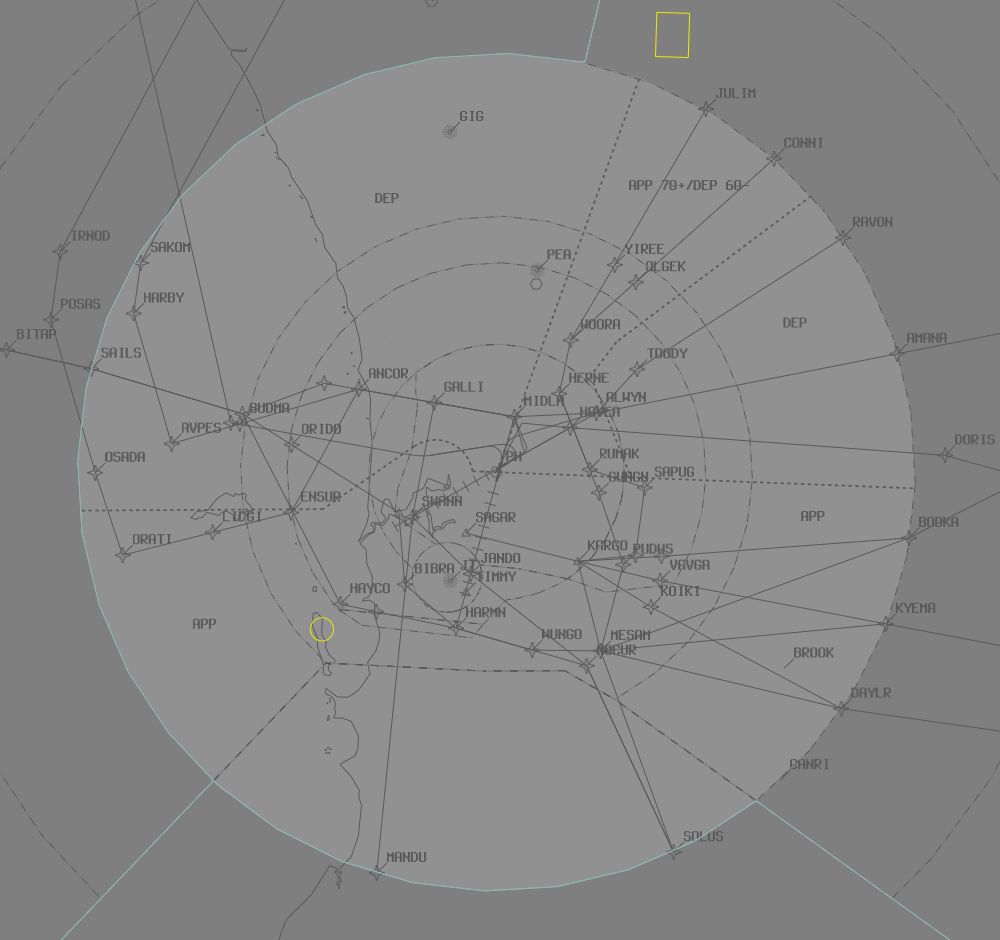 JULIM
GIG
CONNI
APP 70+/DEP 60-
DEP
RAVON
IRNOD
SAKOM
YIREE
PEA
OLGEK
HARBY
POSAS
WOORA
DEP
BITAP
AMANA
SAILS
TOODY
ANCOR
HERNE
GALLI
ALWYN
MIDLA
BUDMA
HAVEA
AVPES
ORIDO
DORIS
RUMAK
OSADA
PH
SAPUG
GUNGN
ENSUR
SWANN
LUCGI
SAGAR
APP
BOOKA
ORATI
KARGO
PUDWS
JANDO
JT
VAVGA
BIBRA
TIMMY
HAYCO
KOIKI
HARMN
KYEMA
APP
WUNGO
MESAM
BROOK
DAYLR
CANRI
SOLUS
MANDU